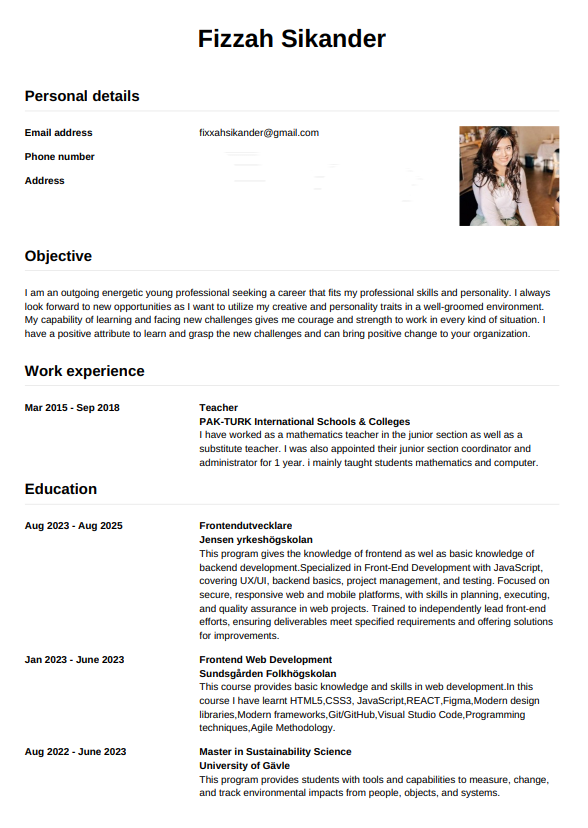 Fizzah Sikander
Personal details
Email address fixxahsikander@gmail.com
Phone number
Address
Objective
I am an outgoing energetic young professional seeking a career that fits my professional skills and personality. I always
look forward to new opportunities as I want to utilize my creative and personality traits in a well-groomed environment.
My capability of learning and facing new challenges gives me courage and strength to work in every kind of situation. I
have a positive attribute to learn and grasp the new challenges and can bring positive change to your organization.
Work experience
Mar 2015 - Sep 2018 Teacher
PAK-TURK International Schools & Colleges
I have worked as a mathematics teacher in the junior section as well as a
substitute teacher. I was also appointed their junior section coordinator and
administrator for 1 year. i mainly taught students mathematics and computer.
Education
Aug 2023 - Aug 2025 Frontendutvecklare
Jensen yrkeshögskolan
This program gives the knowledge of frontend as wel as basic knowledge of
backend development.Specialized in Front-End Development with JavaScript,
covering UX/UI, backend basics, project management, and testing. Focused on
secure, responsive web and mobile platforms, with skills in planning, executing,
and quality assurance in web projects. Trained to independently lead front-end
efforts, ensuring deliverables meet specified requirements and offering solutions
for improvements.
Jan 2023 - June 2023 Frontend Web Development
Sundsgården Folkhögskolan
This course provides basic knowledge and skills in web development.In this
course I have learnt HTML5,CSS3, JavaScript,REACT,Figma,Modern design
libraries,Modern frameworks,Git/GitHub,Visual Studio Code,Programming
techniques,Agile Methodology.
Aug 2022 - June 2023 Master in Sustainability Science
University of Gävle
This program provides students with tools and capabilities to measure, change,
and track environmental impacts from people, objects, and systems.